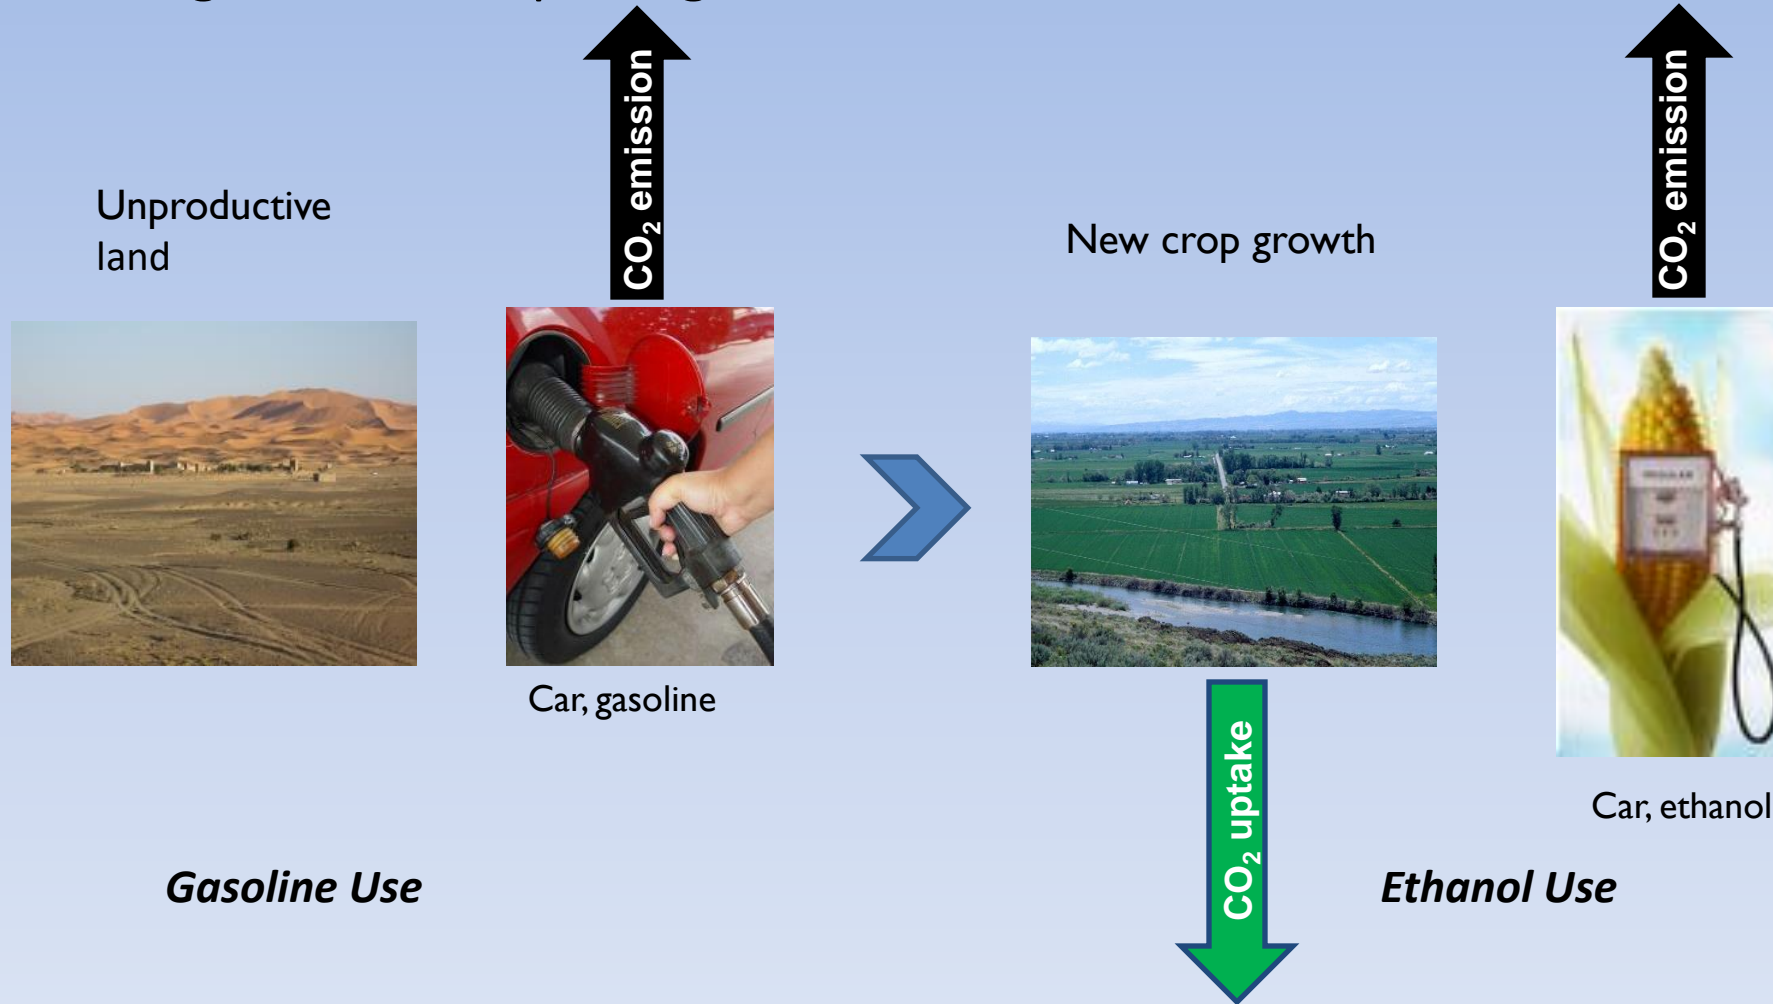 CO₂ emission
CO₂ emission
Unproductive
land
New crop growth
Car, gasoline
CO₂ uptake
Car, ethanol
Gasoline Use
Ethanol Use